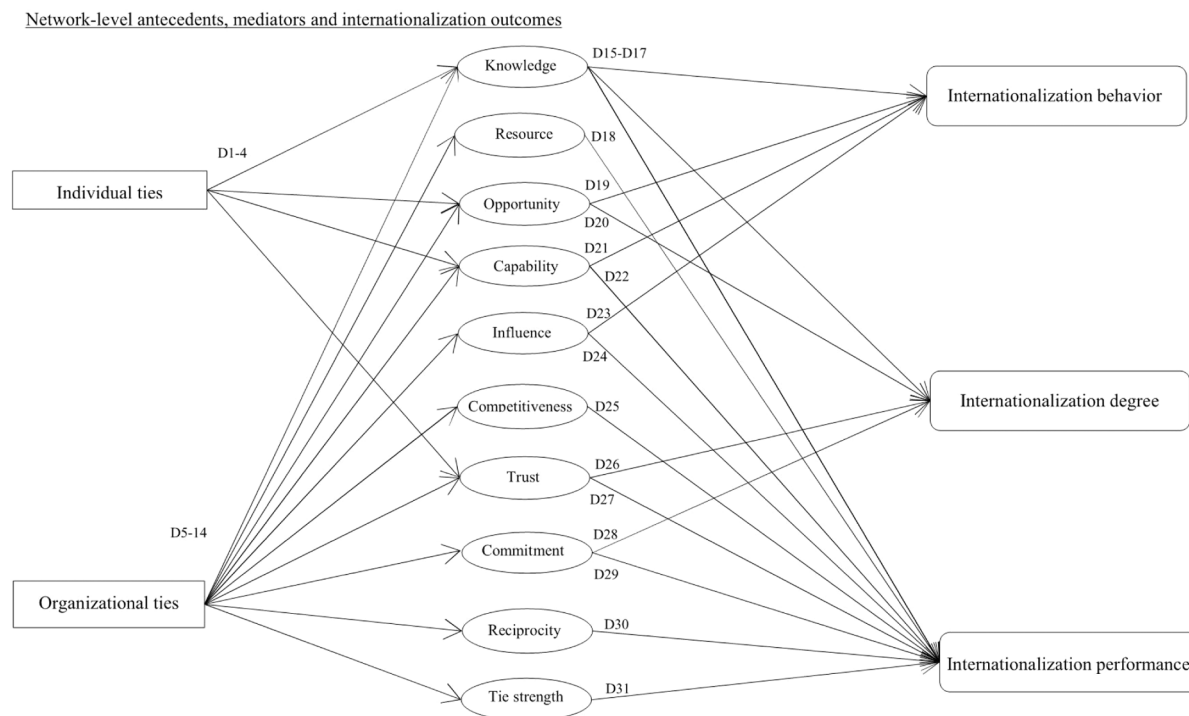 Network-level antecedents, mediators and internationalization outcomes
Knowledge
D15-D17
Internationalization behavior
Resource
D18
D1-4
Individual ties
Opportunity
D19
D20
Capability
D21
D22
Influence
D23
D24
Competitiveness
D25
Internationalization degree
Trust
D26
D27
D5-14
Commitment
D28
D29
Organizational ties
Reciprocity
D30
Internationalization performance
Tie strength
D31